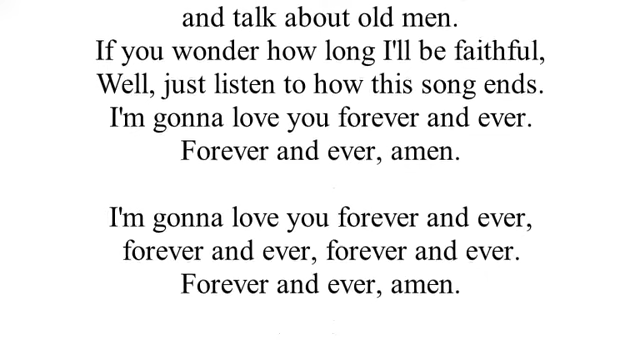 and talk about old men.
If you wonder how long I'll be faithful,
Well, just listen to how this song ends.
I'm gonna love you forever and ever.
Forever and ever, amen.
I'm gonna love you forever and ever,
forever and ever, forever and ever.
Forever and ever, amen.